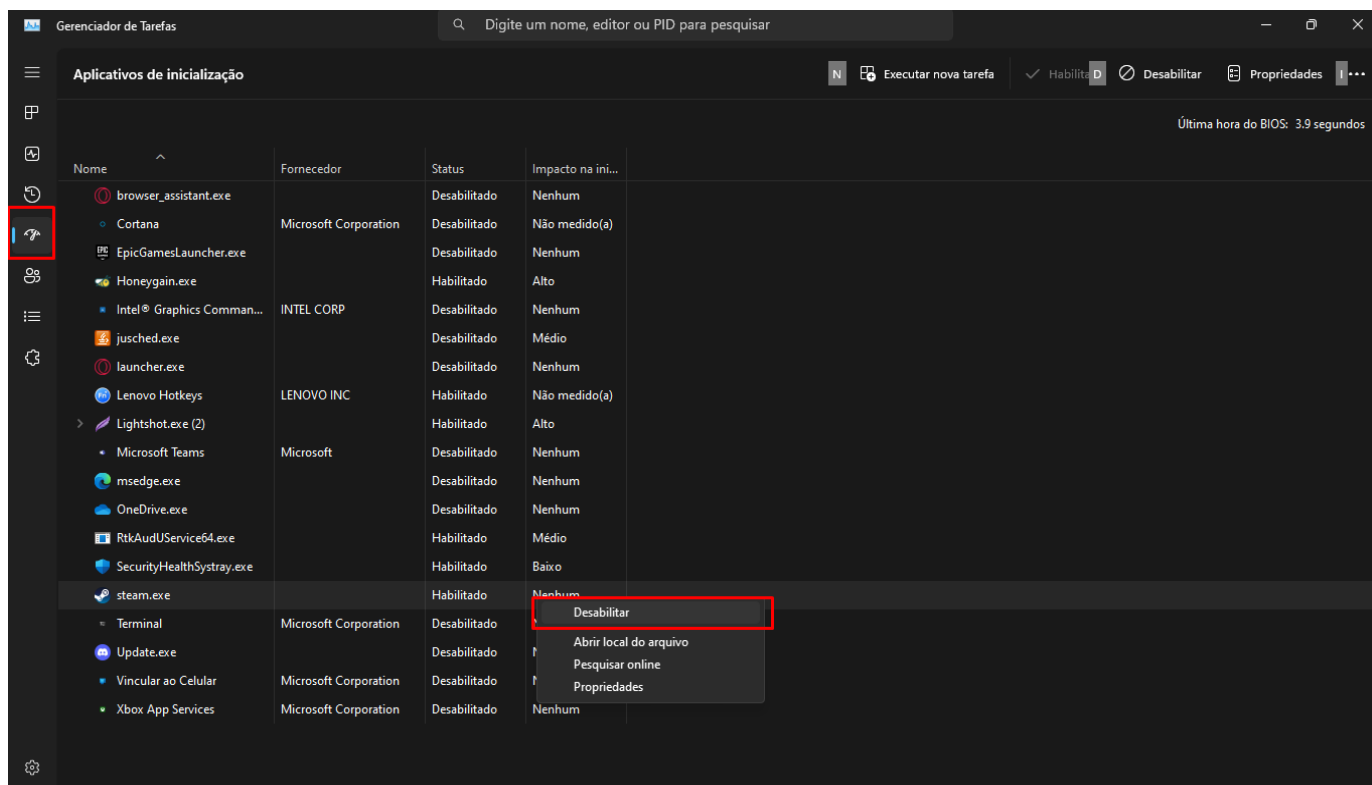 Gerenciador de Tarefas
Digite um nome, editor ou PID para pesquisar
Aplicativos de inicialização
N Executar nova tarefa Habilita D Desabilitar Propriedades I ...
Última hora do BIOS: 3.9 segundos
Nome Fornecedor Status Impacto na ini...
browser_assistant.exe Desabilitado Nenhum
Cortana Microsoft Corporation Desabilitado Não medido(a)
EPIC EpicGamesLauncher.exe Desabilitado Nenhum
Honeygain.exe Habilitado Alto
Intel® Graphics Comman... INTEL CORP Desabilitado Nenhum
jusched.exe Desabilitado Médio
launcher.exe Desabilitado Nenhum
Fn Lenovo Hotkeys LENOVO INC Habilitado Não medido(a)
Lightshot.exe (2) Habilitado Alto
Microsoft Teams Microsoft Desabilitado Nenhum
msedge.exe Desabilitado Nenhum
OneDrive.exe Desabilitado Nenhum
RtkAudUService64.exe Habilitado Médio
SecurityHealthSystray.exe Habilitado Baixo
steam.exe Habilitado Nenhum
Desabilitar
Terminal Microsoft Corporation Desabilitado
Abrir local do arquivo
Update.exe Desabilitado
Pesquisar online
Vincular ao Celular Microsoft Corporation Desabilitado
Propriedades
Xbox App Services Microsoft Corporation Desabilitado Nenhum